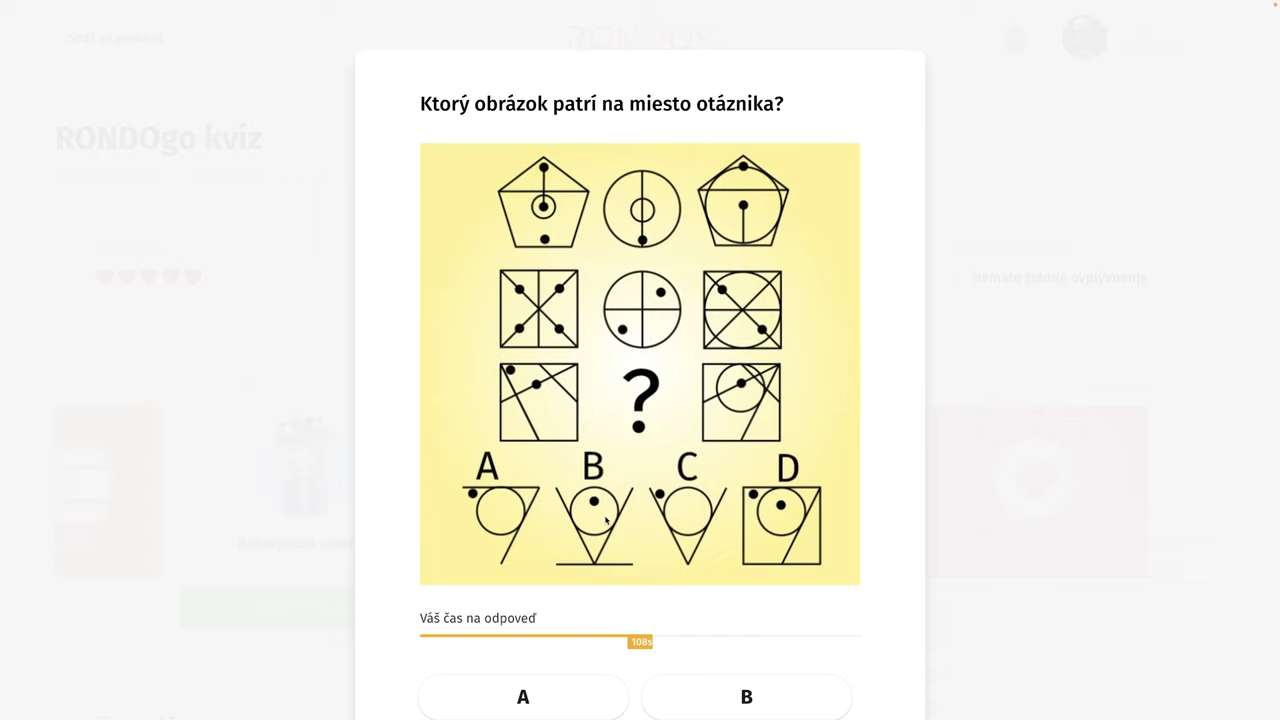 RONDOgo kvíz
Ktorý obrázok patrí na miesto otáznika?
?
A B C D
Váš čas na odpoveď
108s
A B